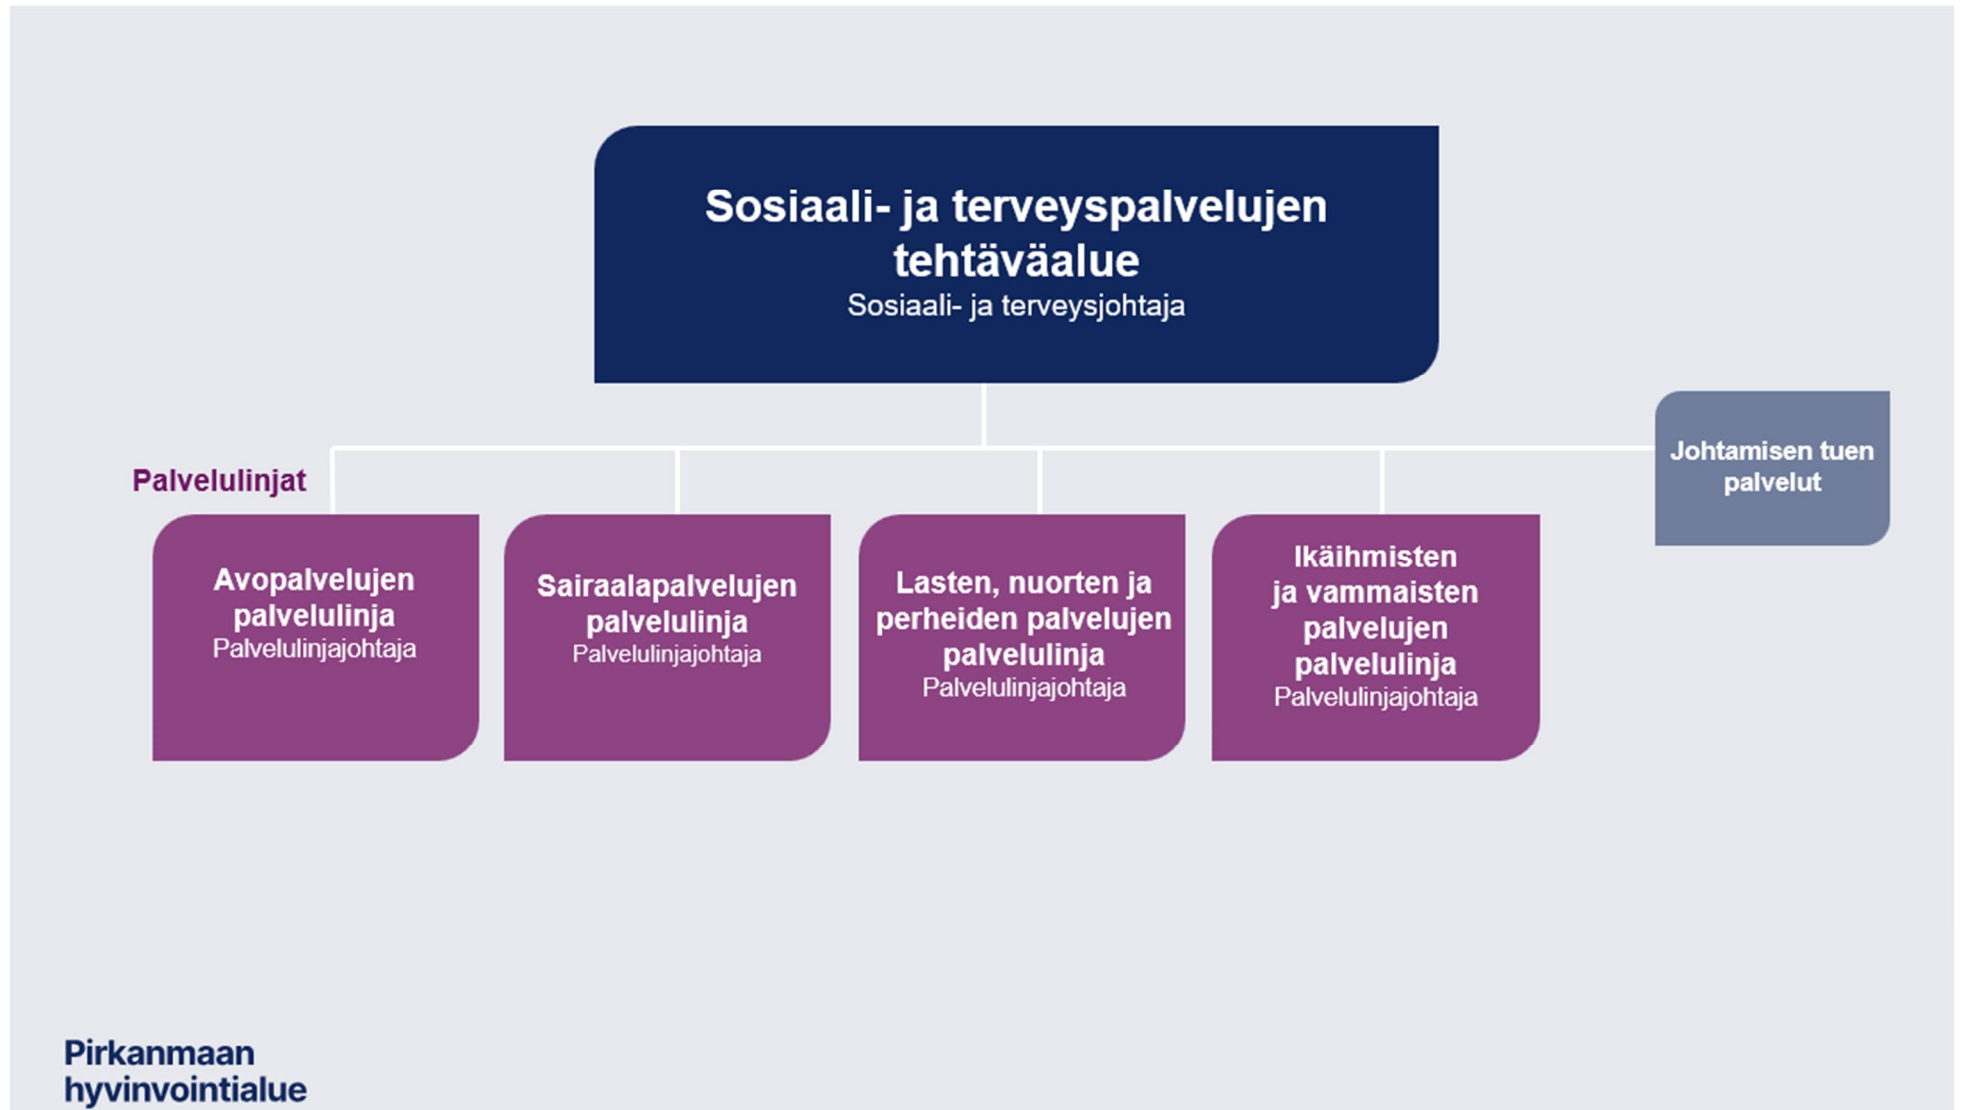 Sosiaali- ja terveyspalvelujen
tehtäväalue
Sosiaali- ja terveysjohtaja
Johtamisen tuen
palvelut
Palvelulinjat
Avopalvelujen
palvelulinja
Palvelulinjajohtaja
Sairaalapalvelujen
palvelulinja
Palvelulinjajohtaja
Lasten, nuorten ja
perheiden palvelujen
palvelulinja
Palvelulinjajohtaja
Ikäihmisten
ja vammaisten
palvelujen
palvelulinja
Palvelulinjajohtaja
Pirkanmaan
hyvinvointialue